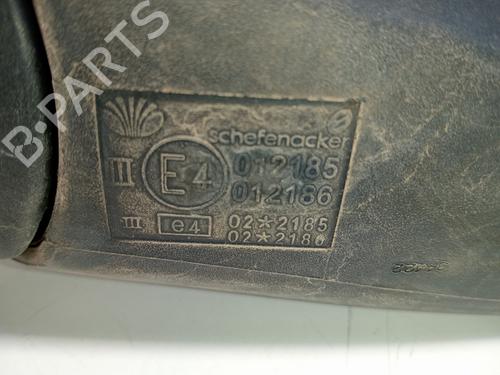 B-PARTS
schefenacker
III E4 012185
012186
III e4 02*2185
02*2186